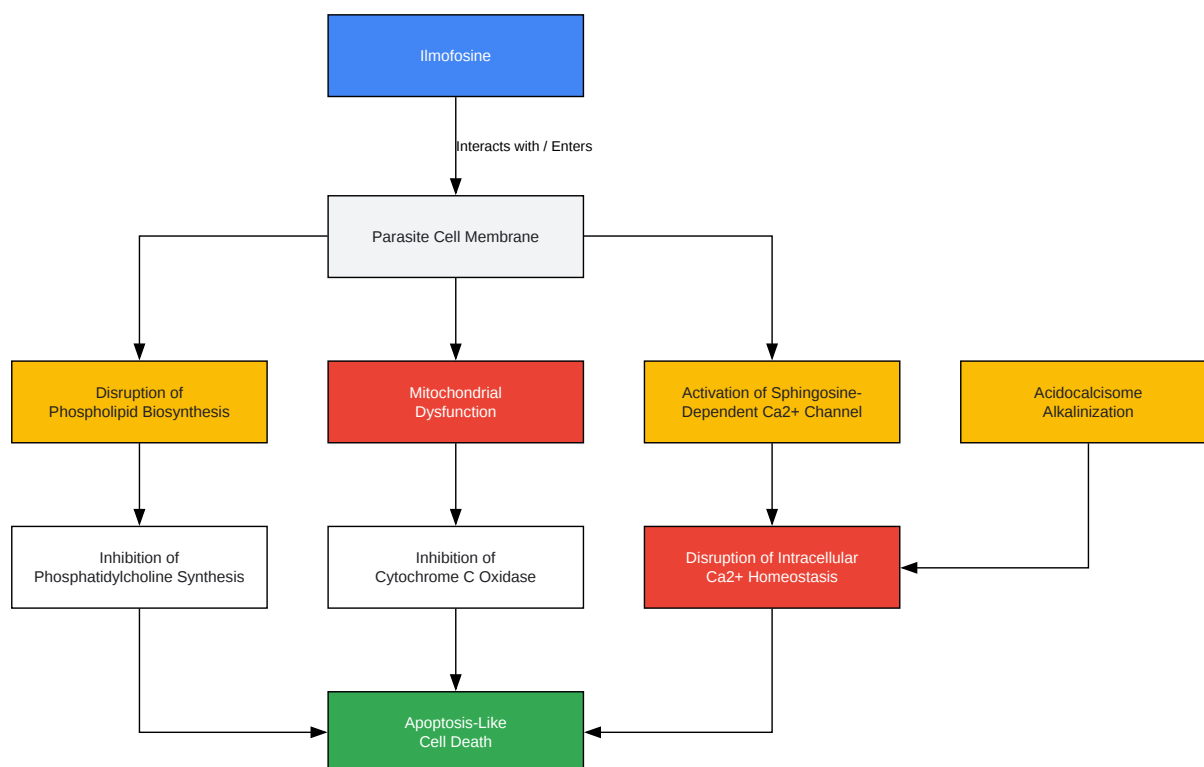 Ilmofosine
Interacts with / Enters
Parasite Cell Membrane
Disruption of
Phospholipid Biosynthesis
Mitochondrial
Dysfunction
Activation of Sphingosine-
Dependent Ca2+ Channel
Acidocalcisome
Alkalinization
Inhibition of
Phosphatidylcholine Synthesis
Inhibition of
Cytochrome C Oxidase
Disruption of Intracellular
Ca2+ Homeostasis
Apoptosis-Like
Cell Death